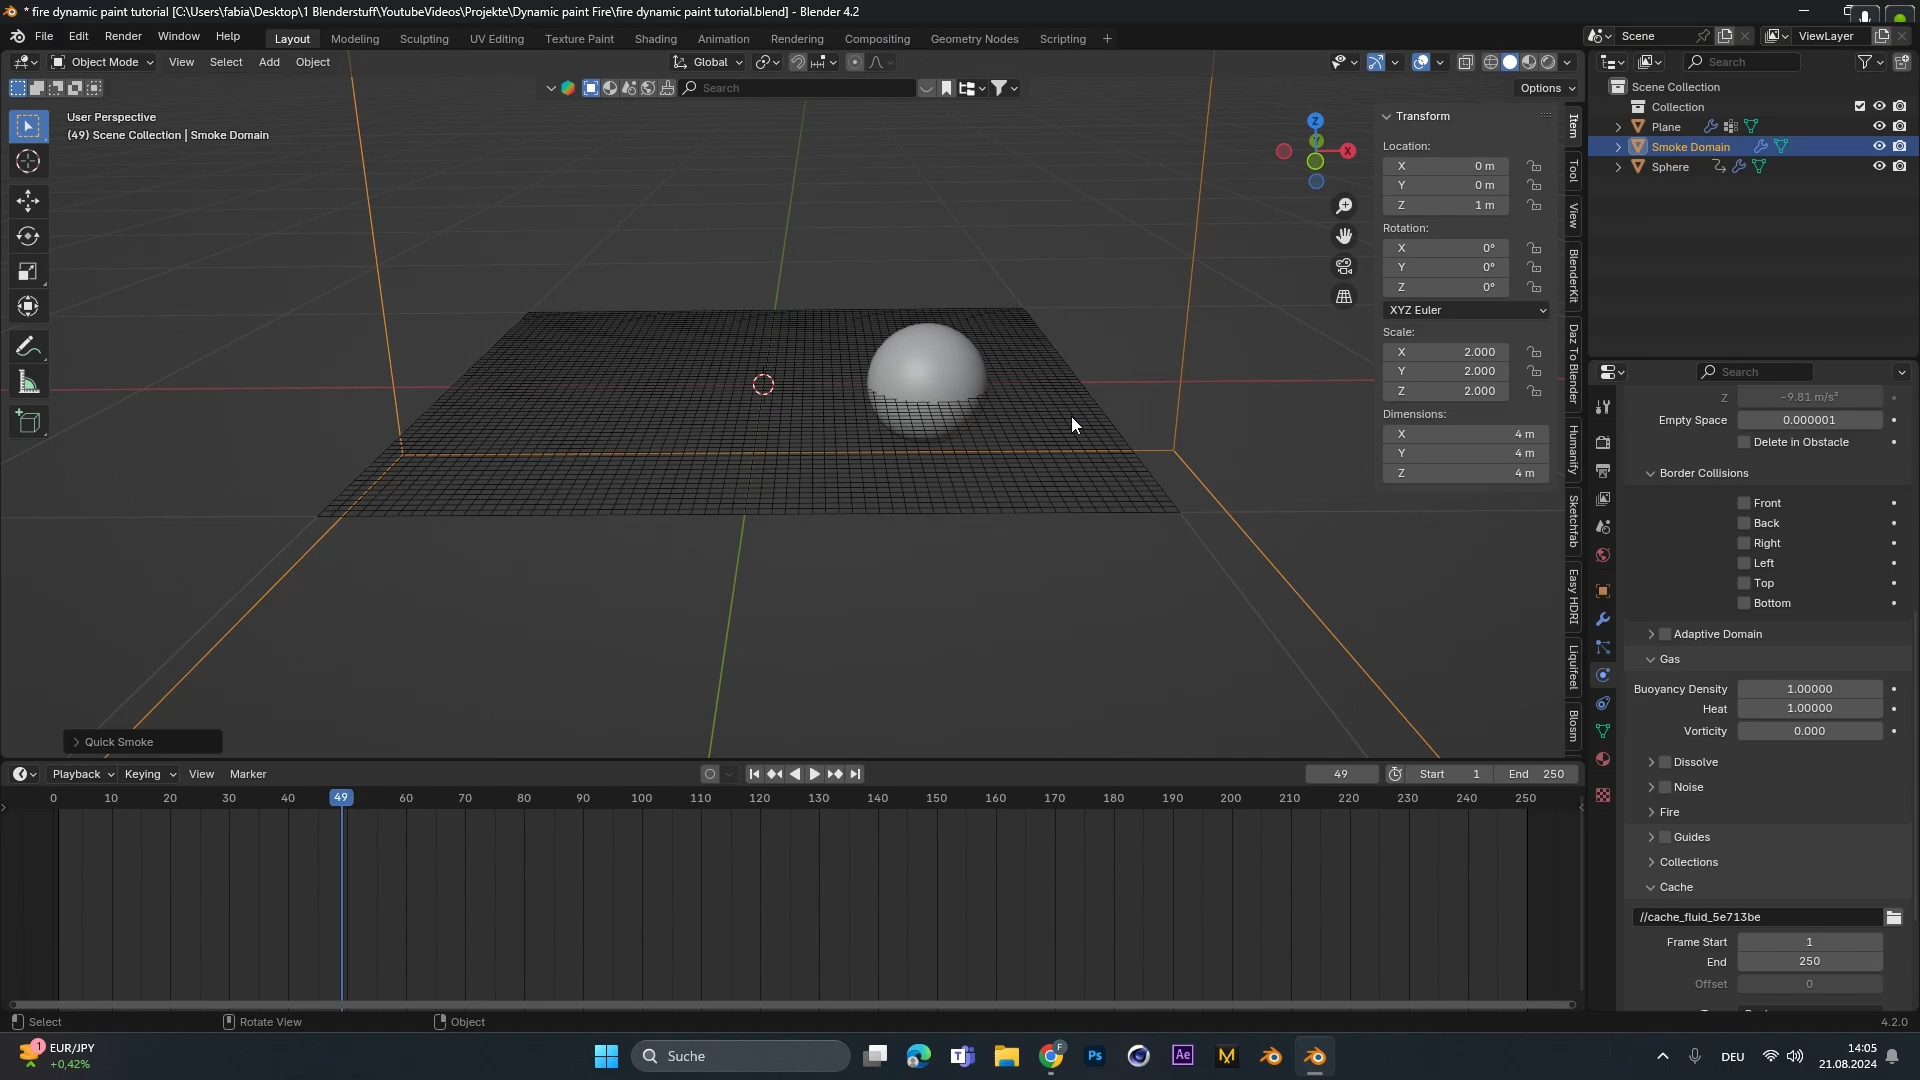 * fire dynamic paint tutorial [C:\Users\fabia\Desktop\1 Blenderstuff\YoutubeVideos\Projekte\Dynamic paint Fire\fire dynamic paint tutorial.blend] - Blender 4.2
File Edit Render Window Help
Layout Modeling Sculpting UV Editing Texture Paint Shading Animation Rendering Compositing Geometry Nodes Scripting +
Scene
ViewLayer
Object Mode View Select Add Object
Global
Search
Options
User Perspective
(49) Scene Collection | Smoke Domain
Z
Y
X
Transform
Location:
X 0 m
Y 0 m
Z 1 m
Rotation:
X 0°
Y 0°
Z 0°
XYZ Euler
Scale:
X 2.000
Y 2.000
Z 2.000
Dimensions:
X 4 m
Y 4 m
Z 4 m
Item
Tool
View
BlenderKit
Daz To Blender
Humanify
Sketchfab
Easy HDRI
Liquifeel
Blosm
Search
Scene Collection
Collection
Plane
Smoke Domain
Sphere
Search
Z -9.81 m/s²
Empty Space 0.000001
Delete in Obstacle
Border Collisions
Front
Back
Right
Left
Top
Bottom
Adaptive Domain
Gas
Buoyancy Density 1.00000
Heat 1.00000
Vorticity 0.000
Dissolve
Noise
Fire
Guides
Collections
Cache
//cache_fluid_5e713be
Frame Start 1
End 250
Offset 0
Quick Smoke
Playback Keying View Marker
49
Start 1 End 250
0 10 20 30 40 49 60 70 80 90 100 110 120 130 140 150 160 170 180 190 200 210 220 230 240 250
Select Rotate View Object
4.2.0
1
EUR/JPY
+0,42%
Suche
F
Ps
Ae
M
DEU
14:05
21.08.2024